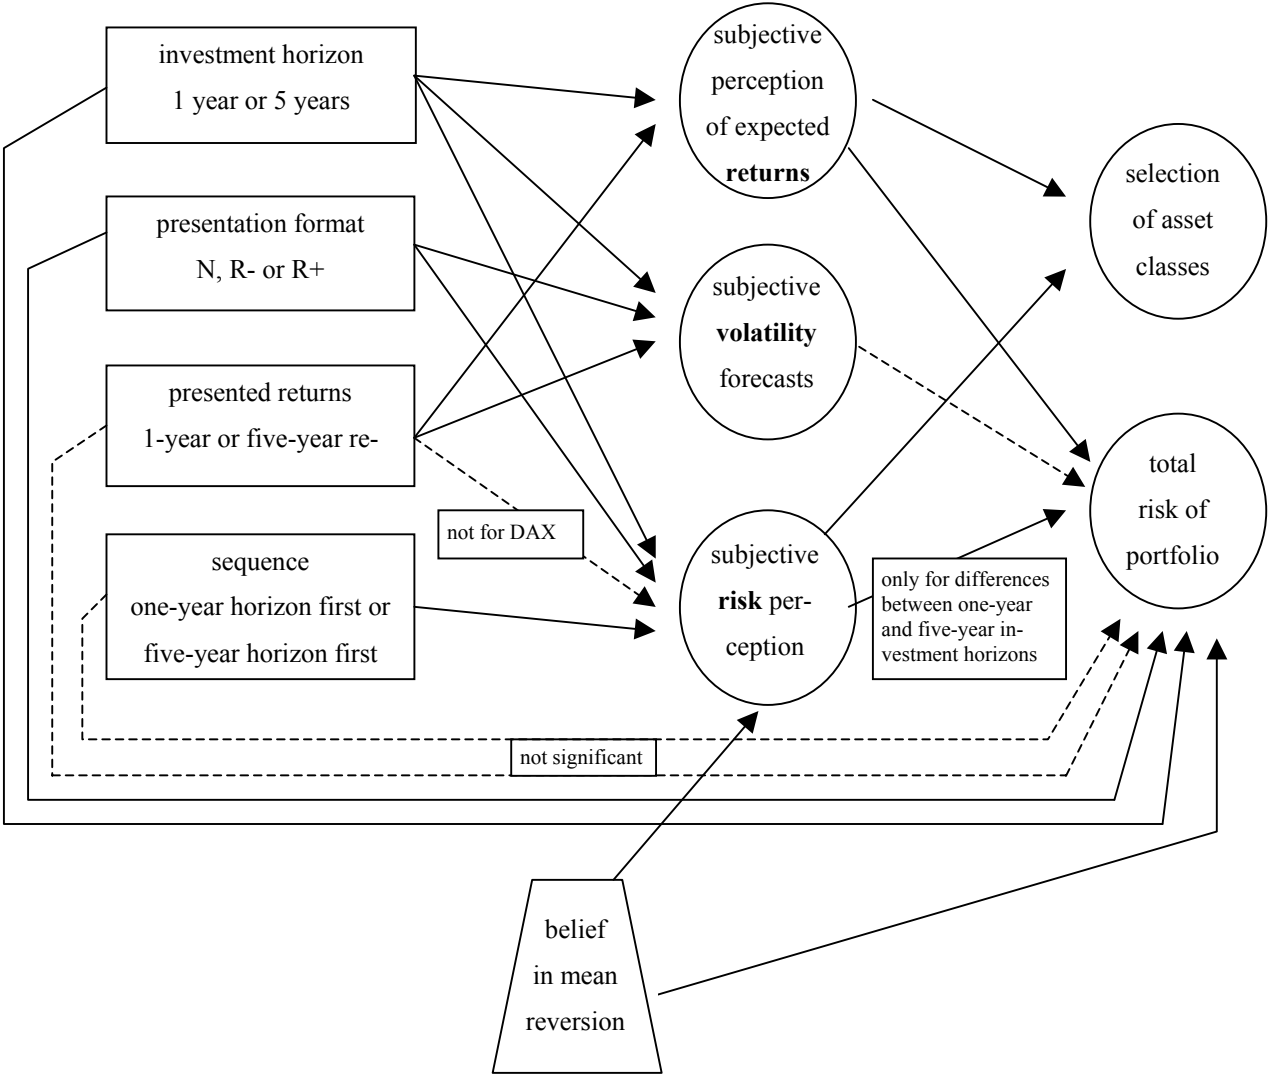 investment horizon
1 year or 5 years
presentation format
N, R- or R+
presented returns
1-year or five-year re-
sequence
one-year horizon first or
five-year horizon first
not for DAX
subjective
perception
of expected
returns
subjective
volatility
forecasts
subjective
risk per-
ception
only for differences
between one-year
and five-year in-
vestment horizons
selection
of asset
classes
total
risk of
portfolio
not significant
belief
in mean
reversion